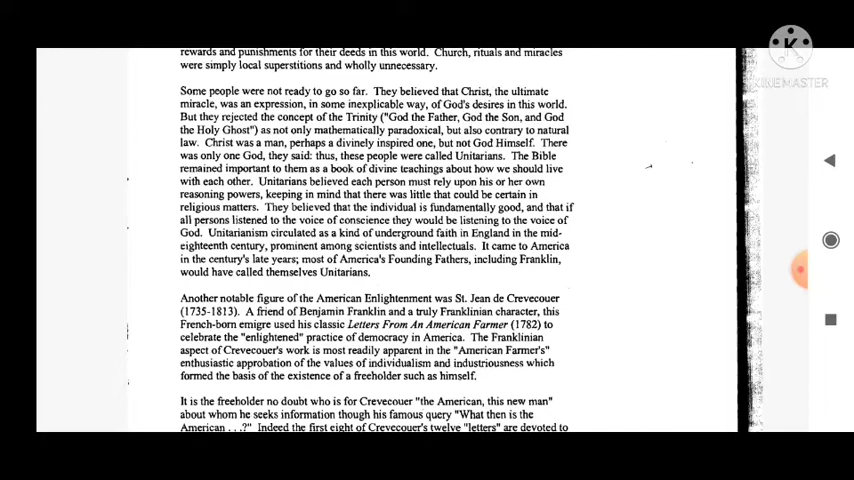 rewards and punishments for their deeds in this world. Church, rituals and miracles
were simply local superstitions and wholly unnecessary.
Some people were not ready to go so far. They believed that Christ, the ultimate
miracle, was an expression, in some inexplicable way, of God's desires in this world.
But they rejected the concept of the Trinity ("God the Father, God the Son, and God
the Holy Ghost") as not only mathematically paradoxical, but also contrary to natural
law. Christ was a man, perhaps a divinely inspired one, but not God Himself. There
was only one God, they said: thus, these people were called Unitarians. The Bible
remained important to them as a book of divine teachings about how we should live
with each other. Unitarians believed each person must rely upon his or her own
reasoning powers, keeping in mind that there was little that could be certain in
religious matters. They believed that the individual is fundamentally good, and that if
all persons listened to the voice of conscience they would be listening to the voice of
God. Unitarianism circulated as a kind of underground faith in England in the mid-
eighteenth century, prominent among scientists and intellectuals. It came to America
in the century's late years; most of America's Founding Fathers, including Franklin,
would have called themselves Unitarians.
Another notable figure of the American Enlightenment was St. Jean de Crevecouer
(1735-1813). A friend of Benjamin Franklin and a truly Franklinian character, this
French-born emigre used his classic Letters From An American Farmer (1782) to
celebrate the "enlightened" practice of democracy in America. The Franklinian
aspect of Crevecouer's work is most readily apparent in the "American Farmer's"
enthusiastic approbation of the values of individualism and industriousness which
formed the basis of the existence of a freeholder such as himself.
It is the freeholder no doubt who is for Crevecouer "the American, this new man"
about whom he seeks information though his famous query "What then is the
American . . .?" Indeed the first eight of Crevecouer's twelve "letters" are devoted to
K
KINEMASTER